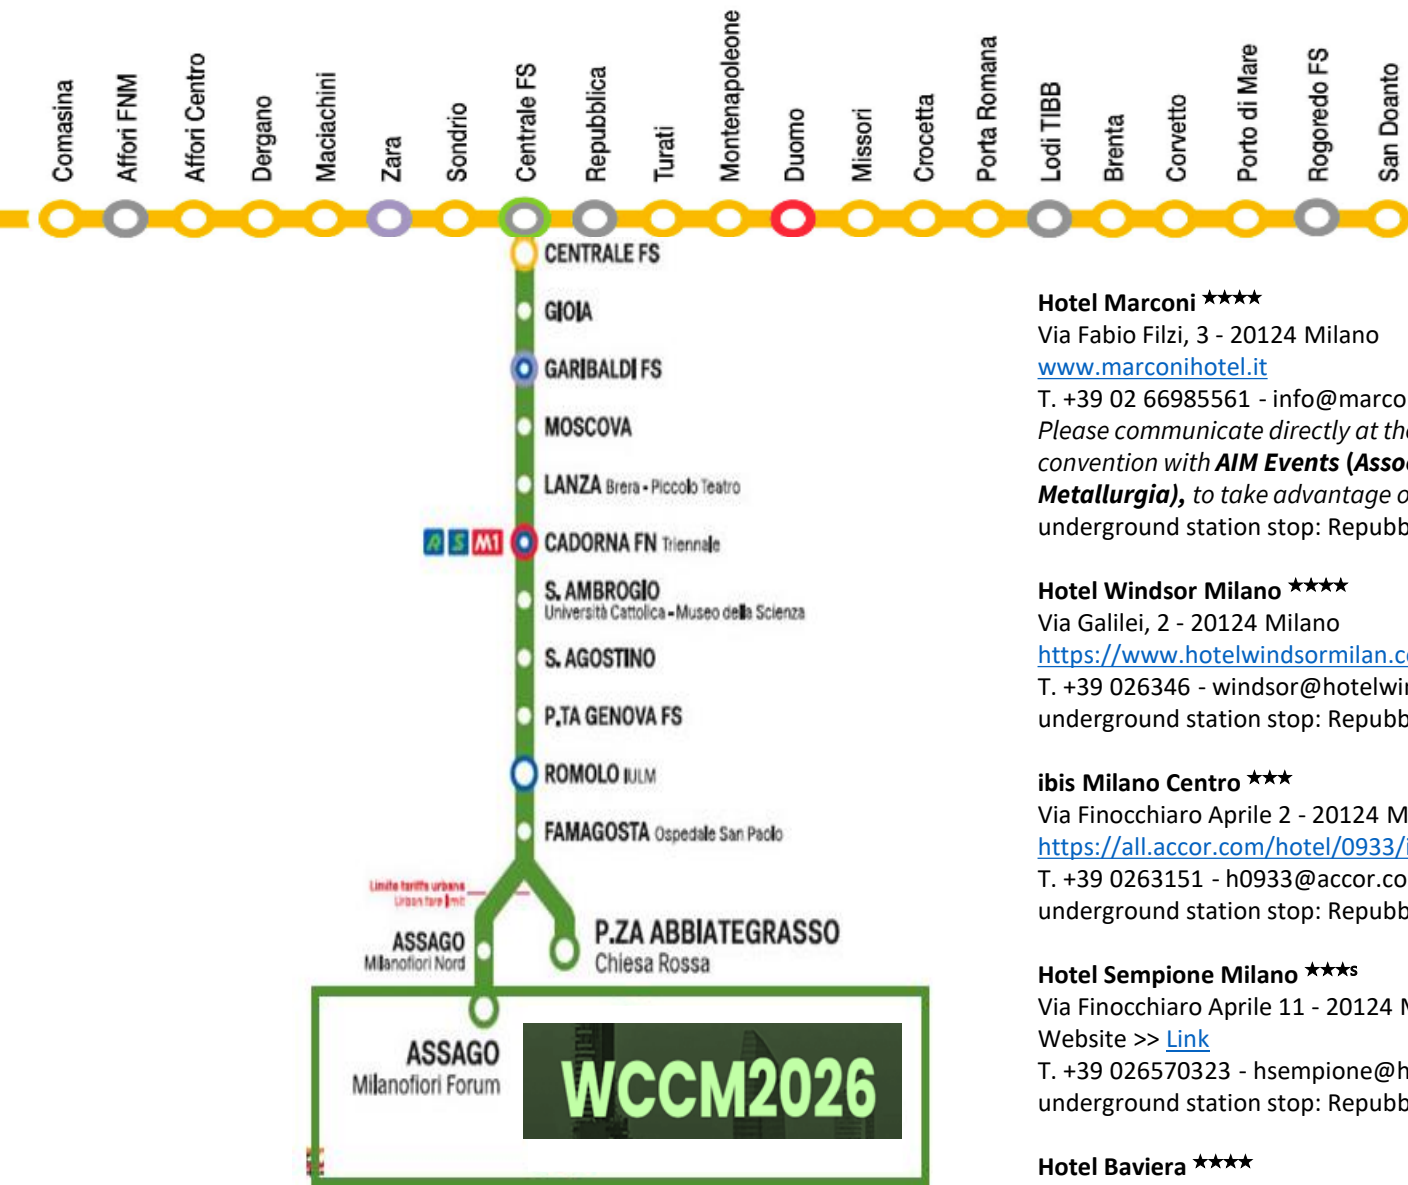 Comasina
Affori FNM
Affori Centro
Dergano
Maciachini
Zara
Sondrio
Centrale FS
Repubblica
Turati
Montenapoleone
Duomo
Missori
Crocetta
Porta Romana
Lodi TIBB
Brenta
Corvetto
Porto di Mare
Rogoredo FS
San Doanto
CENTRALE FS
GIOIA
GARIBALDI FS
MOSCOVA
LANZA Brera - Piccolo Teatro
R S M1 CADORNA FN Triennale
S. AMBROGIO
Università Cattolica - Museo della Scienza
S. AGOSTINO
P.TA GENOVA FS
ROMOLO IULM
FAMAGOSTA Ospedale San Paolo
Limite tariffa urbana
Urban fare limit
ASSAGO
Milanofiori Nord
P.ZA ABBIATEGRASSO
Chiesa Rossa
ASSAGO
Milanofiori Forum
WCCM2026
Hotel Marconi ★★★★
Via Fabio Filzi, 3 - 20124 Milano
www.marconihotel.it
T. +39 02 66985561 - info@marco
Please communicate directly at the
convention with AIM Events (Asso
Metallurgia), to take advantage o
underground station stop: Repubb
Hotel Windsor Milano ★★★★
Via Galilei, 2 - 20124 Milano
https://www.hotelwindsormilan.c
T. +39 026346 - windsor@hotelwi
underground station stop: Repubb
ibis Milano Centro ★★★
Via Finocchiaro Aprile 2 - 20124 M
https://all.accor.com/hotel/0933/i
T. +39 0263151 - h0933@accor.co
underground station stop: Repubb
Hotel Sempione Milano ★★★s
Via Finocchiaro Aprile 11 - 20124 M
Website >> Link
T. +39 026570323 - hsempione@h
underground station stop: Repubb
Hotel Baviera ★★★★